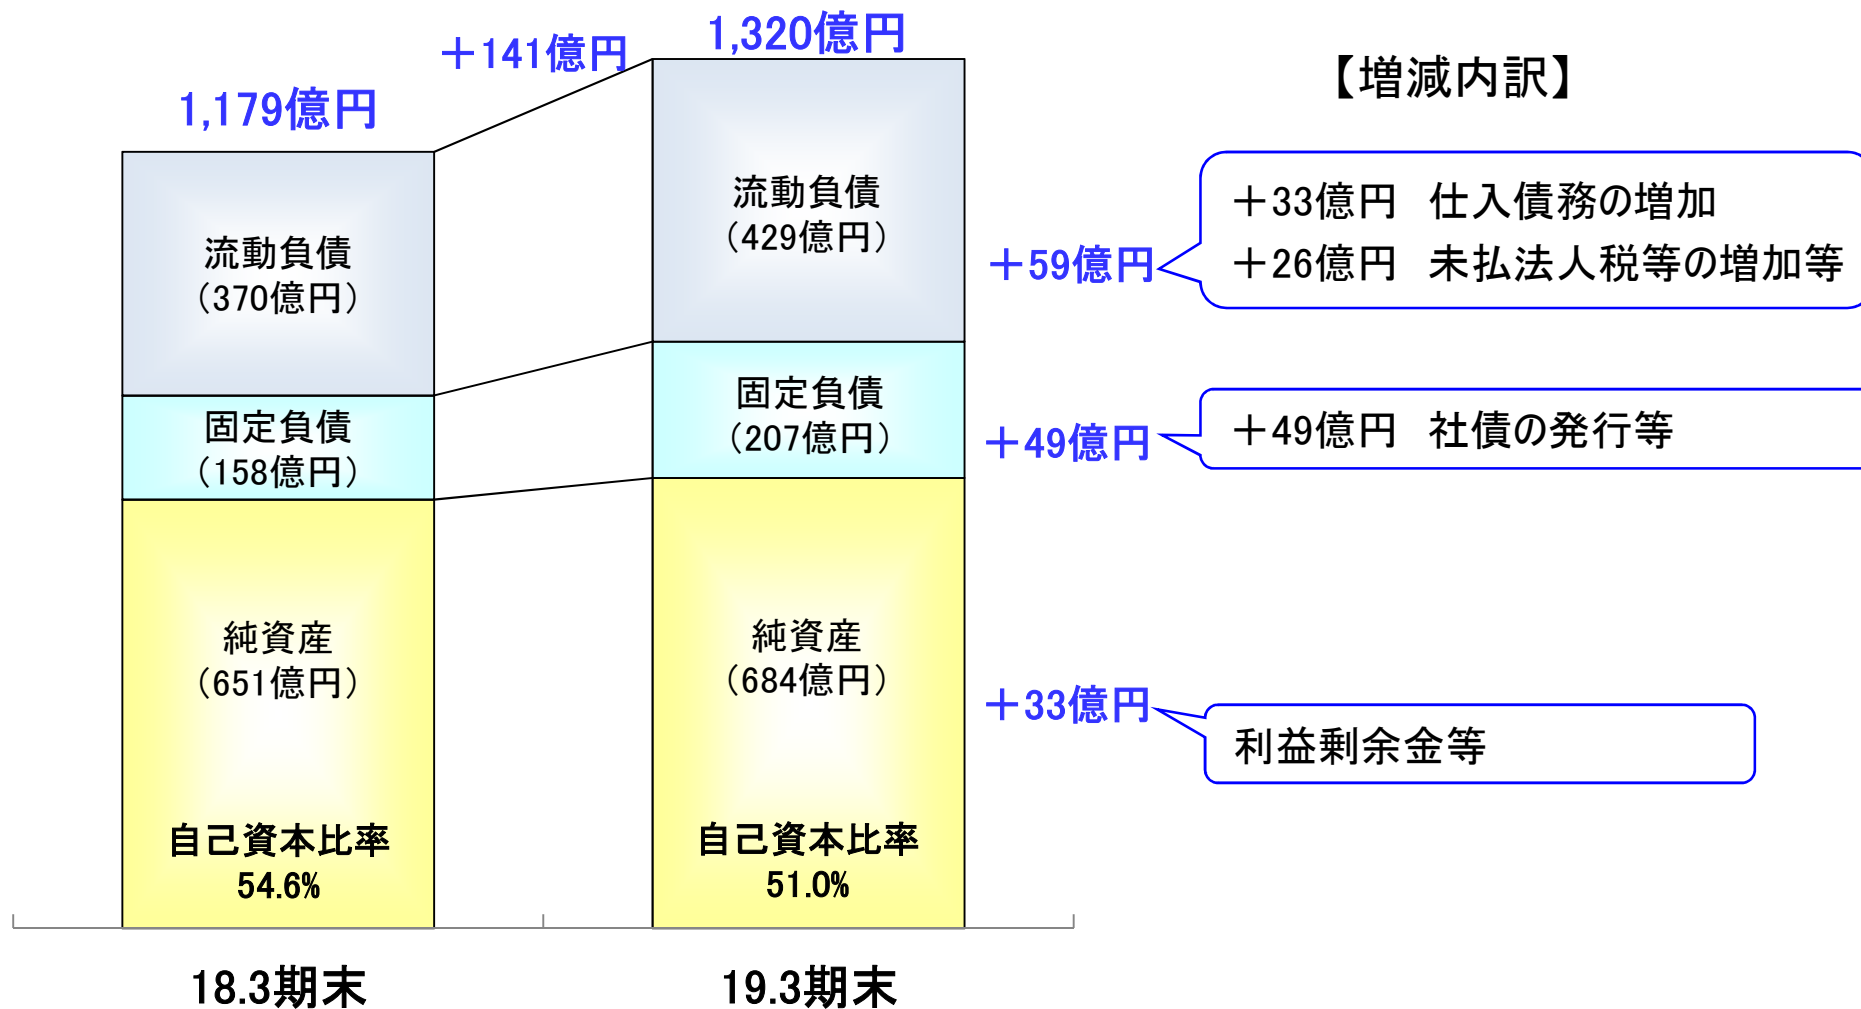 1,179億円
＋141億円
1,320億円
【増減内訳】
流動負債
（370億円）
固定負債
（158億円）
純資産
（651億円）
自己資本比率
54.6%
18.3期末
流動負債
（429億円）
固定負債
（207億円）
純資産
（684億円）
自己資本比率
51.0%
19.3期末
＋59億円
＋33億円　仕入債務の増加
＋26億円　未払法人税等の増加等
＋49億円
＋49億円　社債の発行等
＋33億円
利益剰余金等